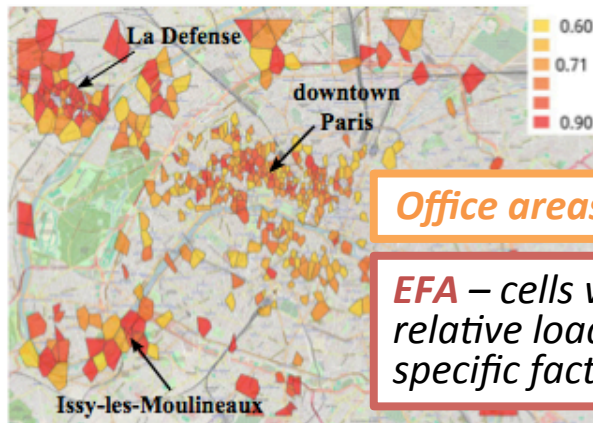 La Defense
0.60
0.71
0.90
downtown
Paris
Office areas
EFA – cells
relative load
specific fact
Issy-les-Moulineaux